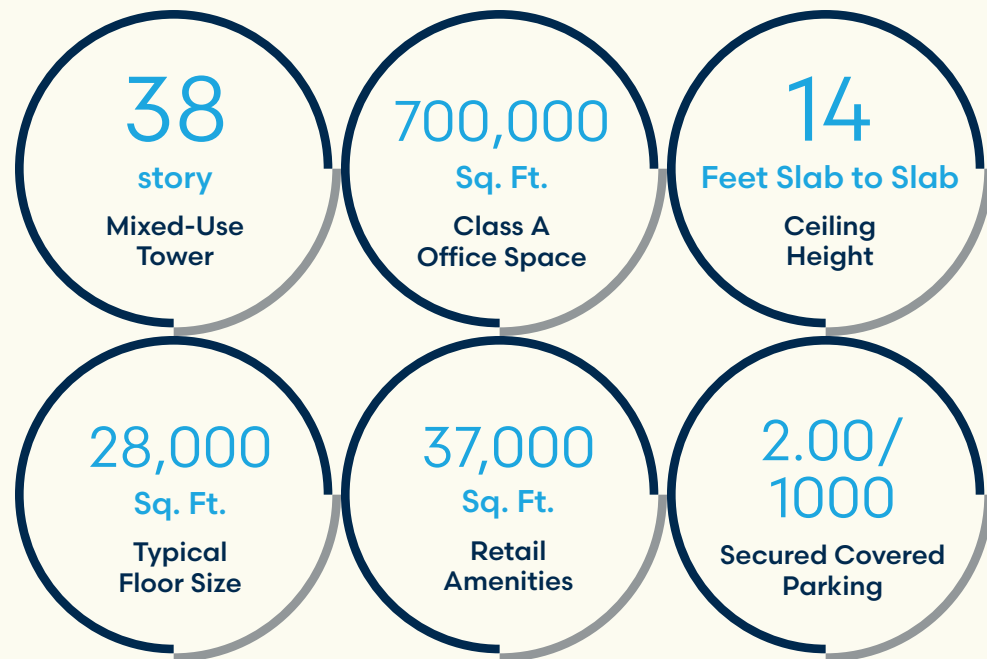 38
story
Mixed-Use
Tower
700,000
Sq. Ft.
Class A
Office Space
14
Feet Slab to Slab
Ceiling
Height
28,000
Sq. Ft.
Typical
Floor Size
37,000
Sq. Ft.
Retail
Amenities
2.00/
1000
Secured Covered
Parking